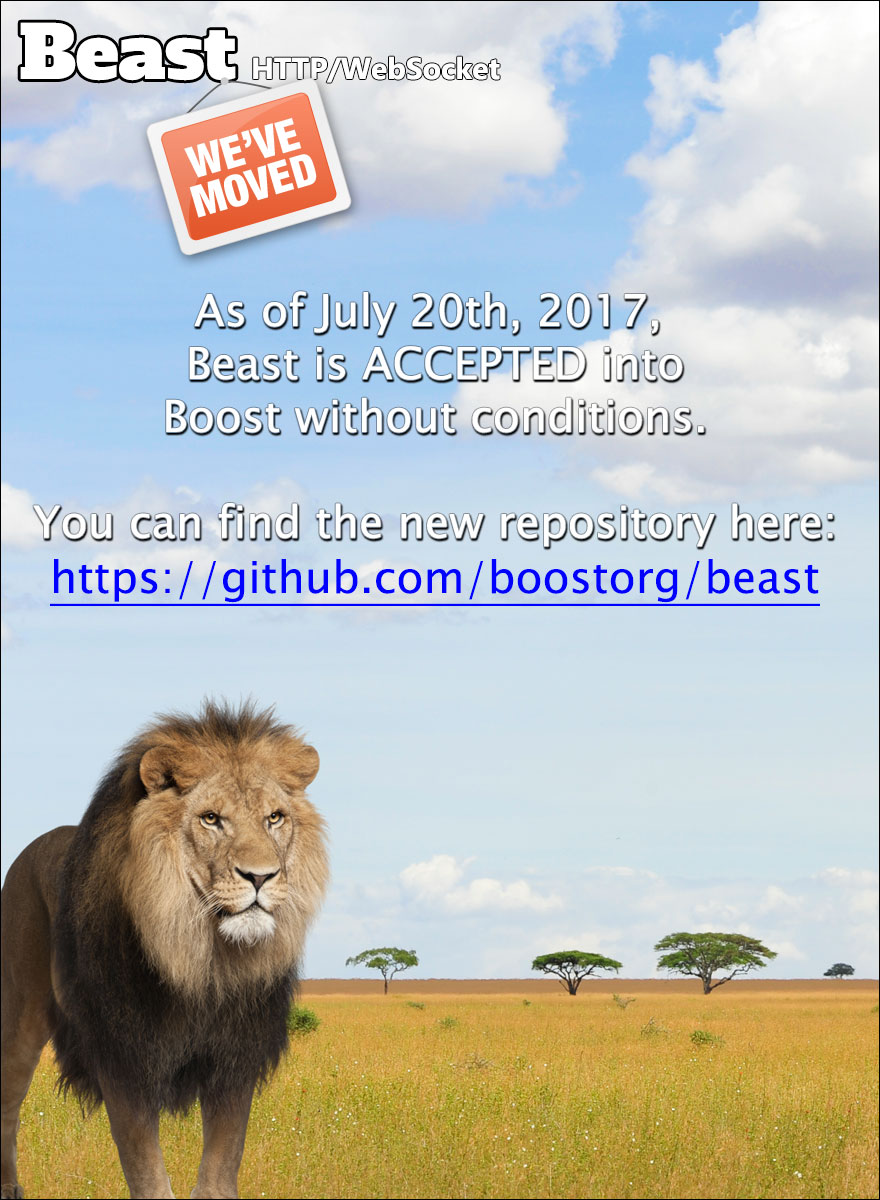 Beast HTTP/WebSocket
WE'VE
MOVED
As of July 20th, 2017,
Beast is ACCEPTED into
Boost without conditions.
You can find the new repository here:
https://github.com/boostorg/beast